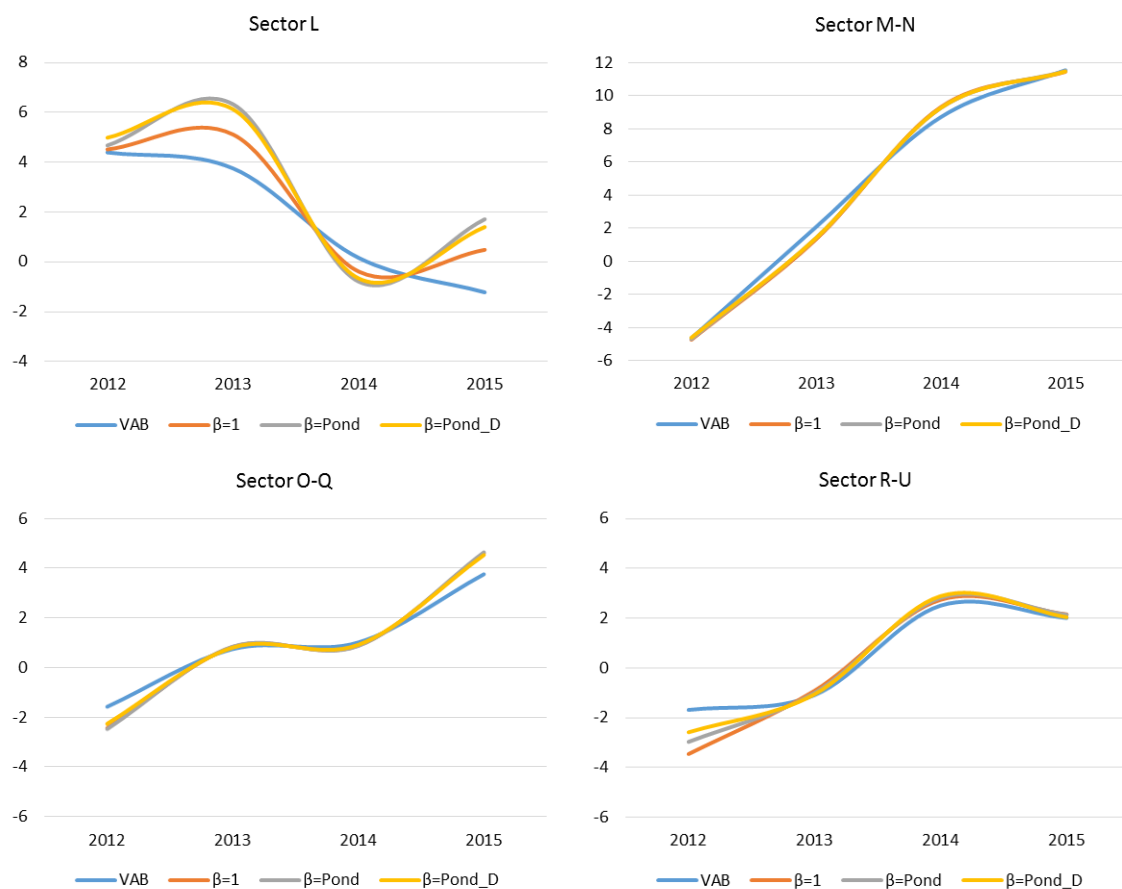 Sector L
8
6
4
2
0
-2
-4
2012 2013 2014 2015
VAB β=1 β=Pond β=Pond_D
Sector M-N
12
10
8
6
4
2
0
-2
-4
-6
2012 2013 2014 2015
VAB β=1 β=Pond β=Pond_D
Sector O-Q
6
4
2
0
-2
-4
-6
2012 2013 2014 2015
VAB β=1 β=Pond β=Pond_D
Sector R-U
6
4
2
0
-2
-4
-6
2012 2013 2014 2015
VAB β=1 β=Pond β=Pond_D